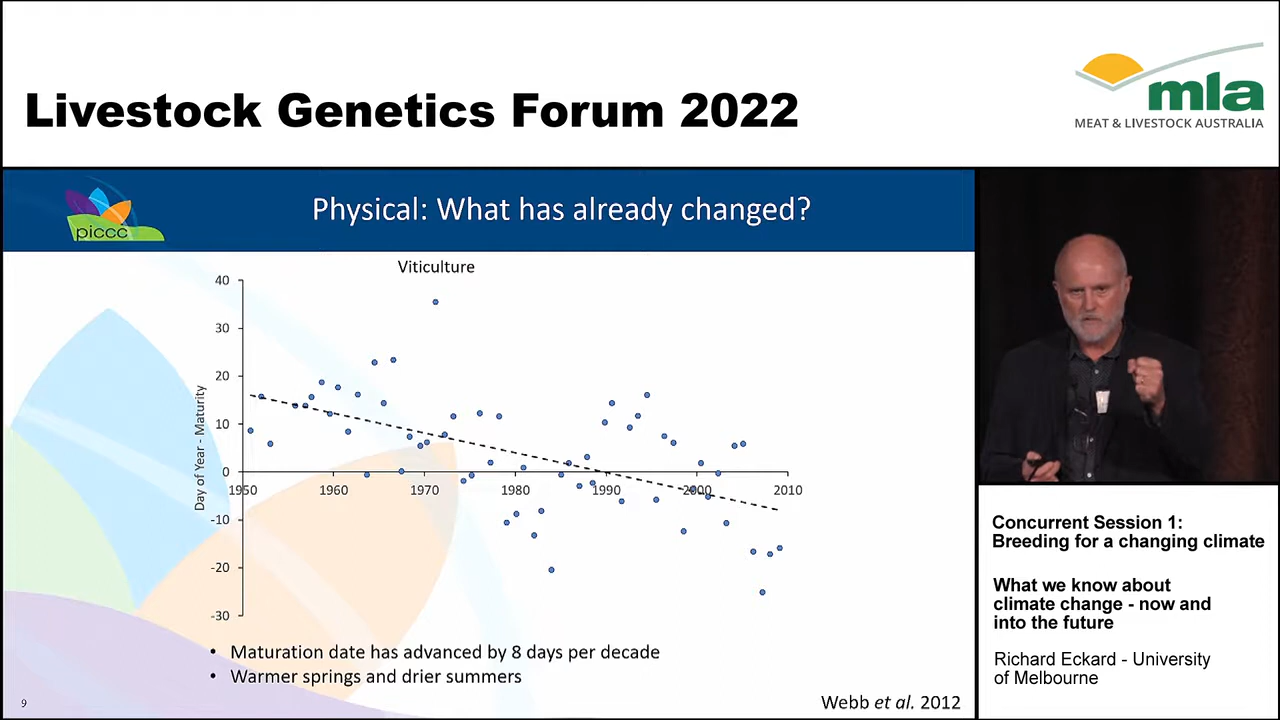 Livestock Genetics Forum 2022
mla
MEAT & LIVESTOCK AUSTRALIA
piccc
Physical: What has already changed?
Viticulture
Day of Year - Maturity
40
30
20
10
0
-10
-20
-30
1950
1960
1970
1980
1990
2000
2010
• Maturation date has advanced by 8 days per decade
• Warmer springs and drier summers
9
Webb et al. 2012
Concurrent Session 1:
Breeding for a changing climate
What we know about
climate change - now and
into the future
Richard Eckard - University
of Melbourne